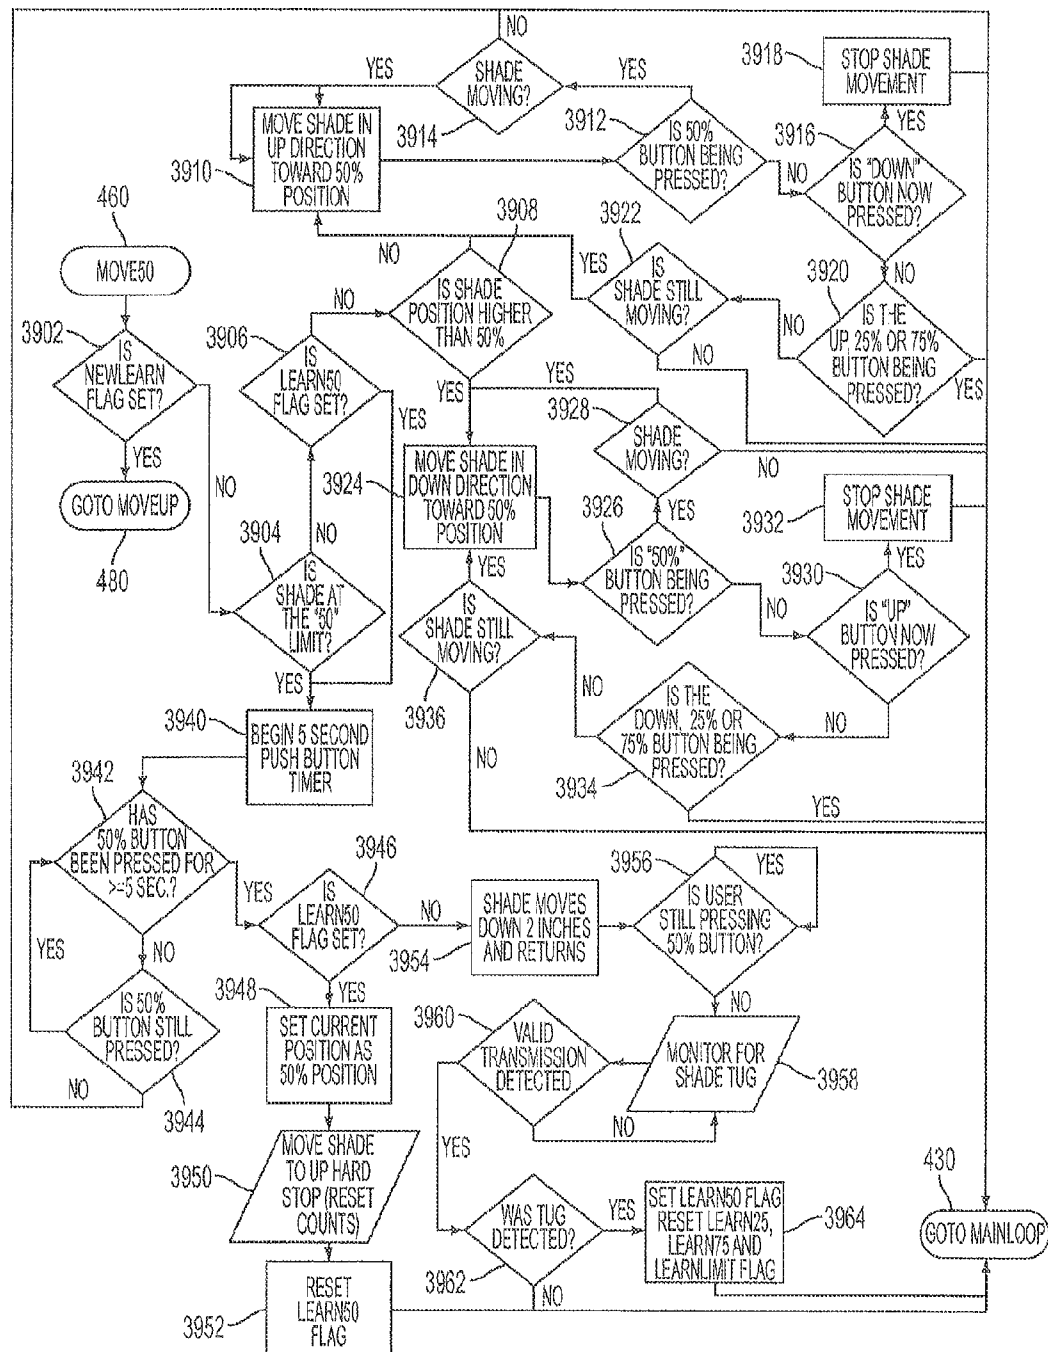 NO
YES
SHADE
MOVING?
YES
3914
MOVE SHADE IN
UP DIRECTION
TOWARD 50%
POSITION
3910
3912
IS 50%
BUTTON BEING
PRESSED?
NO
3918
STOP SHADE
MOVEMENT
YES
3916
IS "DOWN"
BUTTON NOW
PRESSED?
NO
460
MOVE50
3902
IS
NEWLEARN
FLAG SET?
YES
NO
GOTO MOVEUP
480
3906
IS
LEARN50
FLAG SET?
NO
YES
3908
NO
IS SHADE
POSITION HIGHER
THAN 50%
YES
3922
YES
IS
SHADE STILL
MOVING?
NO
3920
IS THE
UP, 25% OR 75%
BUTTON BEING
PRESSED?
NO
YES
YES
3928
SHADE
MOVING?
NO
YES
3924
MOVE SHADE IN
DOWN DIRECTION
TOWARD 50%
POSITION
3926
IS "50%"
BUTTON BEING
PRESSED?
NO
STOP SHADE
MOVEMENT
3932
YES
3930
IS "UP"
BUTTON NOW
PRESSED?
NO
3904
NO
IS
SHADE AT
THE "50"
LIMIT?
YES
YES
IS
SHADE STILL
MOVING?
3936
NO
NO
IS THE
DOWN, 25% OR
75% BUTTON BEING
PRESSED?
3934
YES
3940
BEGIN 5 SECOND
PUSH BUTTON
TIMER
3942
HAS
50% BUTTON
BEEN PRESSED FOR
>=5 SEC.?
YES
NO
YES
IS 50%
BUTTON STILL
PRESSED?
NO
3944
3946
IS
LEARN50
FLAG SET?
NO
YES
3948
SET CURRENT
POSITION AS
50% POSITION
3950
MOVE SHADE
TO UP HARD
STOP (RESET
COUNTS)
3952
RESET
LEARN50
FLAG
SHADE MOVES
DOWN 2 INCHES
AND RETURNS
3954
3956
YES
IS USER
STILL PRESSING
50% BUTTON?
NO
MONITOR FOR
SHADE TUG
3958
3960
VALID
TRANSMISSION
DETECTED
NO
YES
WAS TUG
DETECTED?
3962
YES
NO
SET LEARN50 FLAG
RESET LEARN25,
LEARN75 AND
LEARNLIMIT FLAG
3964
430
GOTO MAINLOOP